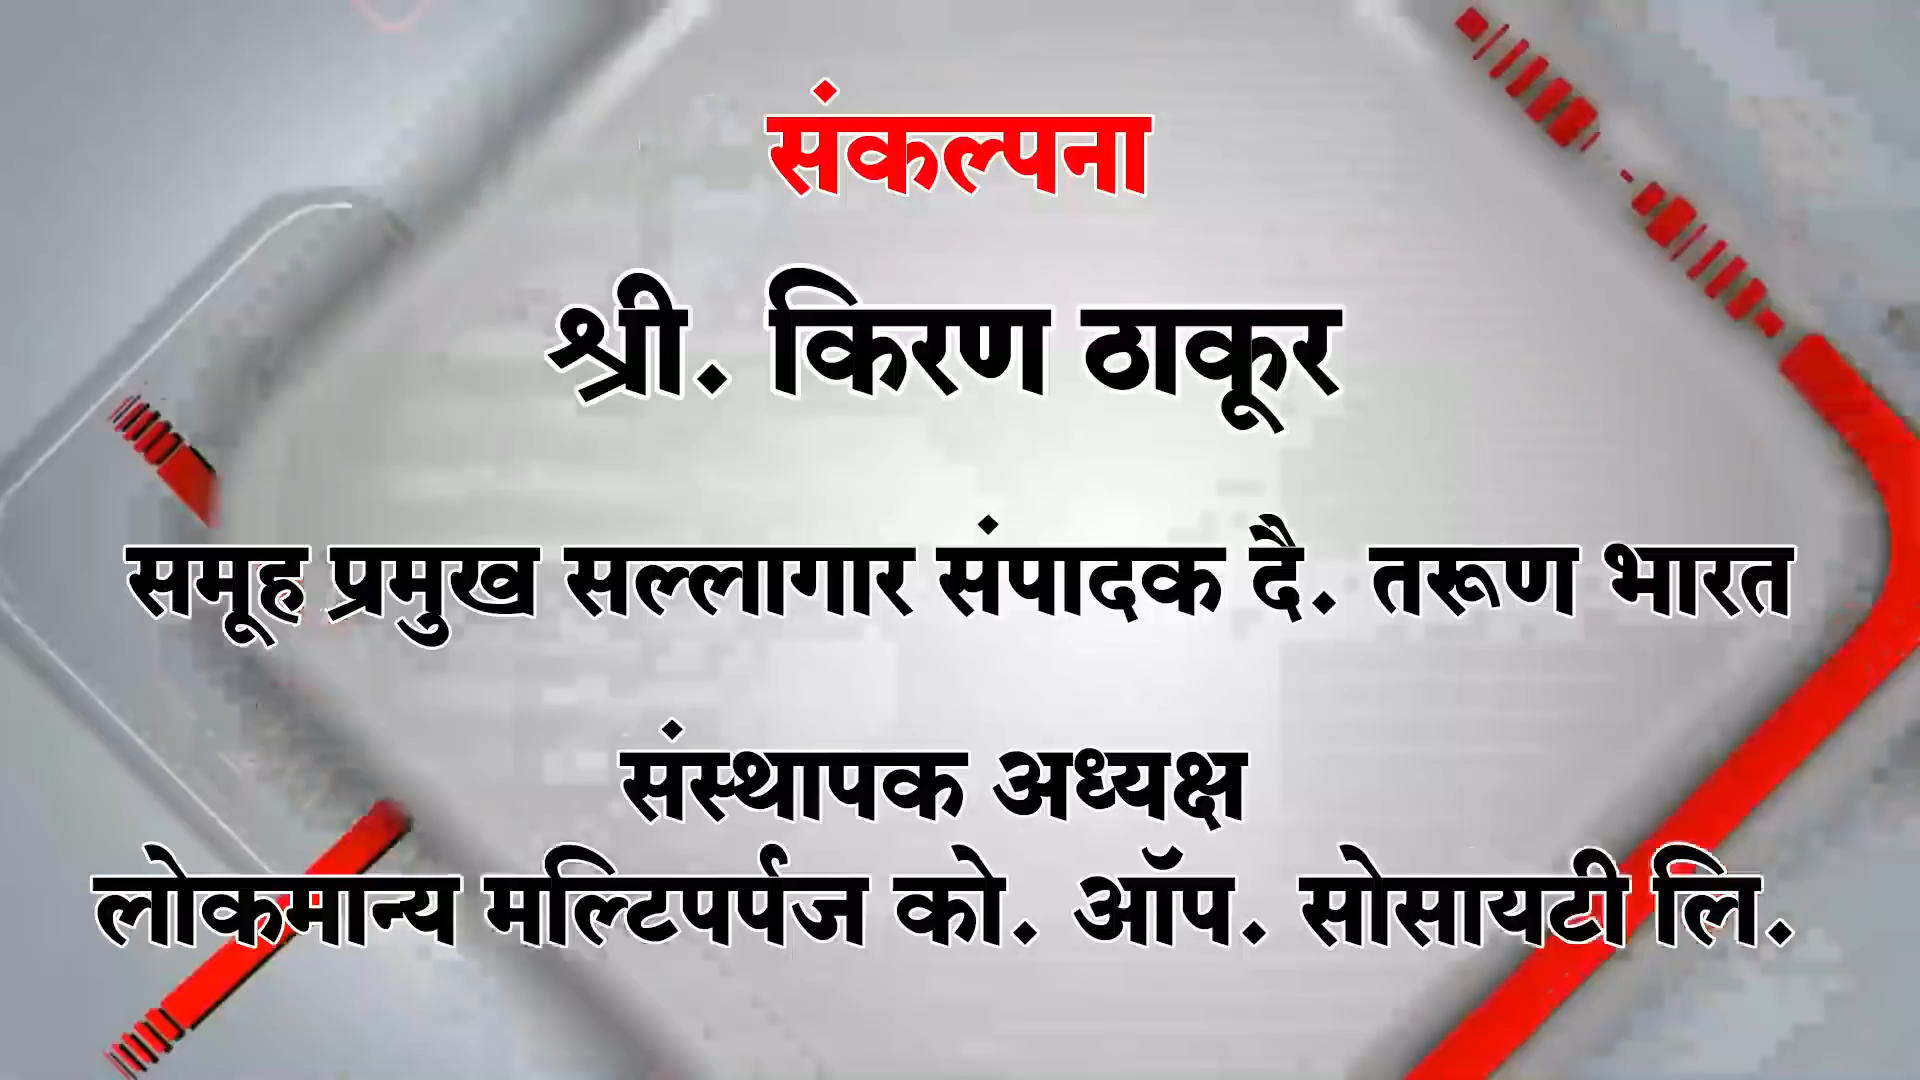 संकल्पना
श्री. किरण ठाकूर
समूह प्रमुख सल्लागार संपादक दै. तरूण भारत
संस्थापक अध्यक्ष
लोकमान्य मल्टिपर्पज को. ऑप. सोसायटी लि.